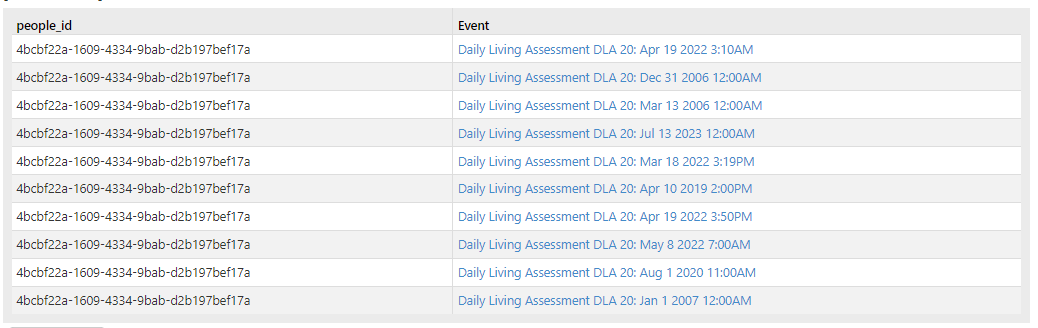 people_id Event
4bcbf22a-1609-4334-9bab-d2b197bef17a Daily Living Assessment DLA 20: Apr 19 2022 3:10AM
4bcbf22a-1609-4334-9bab-d2b197bef17a Daily Living Assessment DLA 20: Dec 31 2006 12:00AM
4bcbf22a-1609-4334-9bab-d2b197bef17a Daily Living Assessment DLA 20: Mar 13 2006 12:00AM
4bcbf22a-1609-4334-9bab-d2b197bef17a Daily Living Assessment DLA 20: Jul 13 2023 12:00AM
4bcbf22a-1609-4334-9bab-d2b197bef17a Daily Living Assessment DLA 20: Mar 18 2022 3:19PM
4bcbf22a-1609-4334-9bab-d2b197bef17a Daily Living Assessment DLA 20: Apr 10 2019 2:00PM
4bcbf22a-1609-4334-9bab-d2b197bef17a Daily Living Assessment DLA 20: Apr 19 2022 3:50PM
4bcbf22a-1609-4334-9bab-d2b197bef17a Daily Living Assessment DLA 20: May 8 2022 7:00AM
4bcbf22a-1609-4334-9bab-d2b197bef17a Daily Living Assessment DLA 20: Aug 1 2020 11:00AM
4bcbf22a-1609-4334-9bab-d2b197bef17a Daily Living Assessment DLA 20: Jan 1 2007 12:00AM